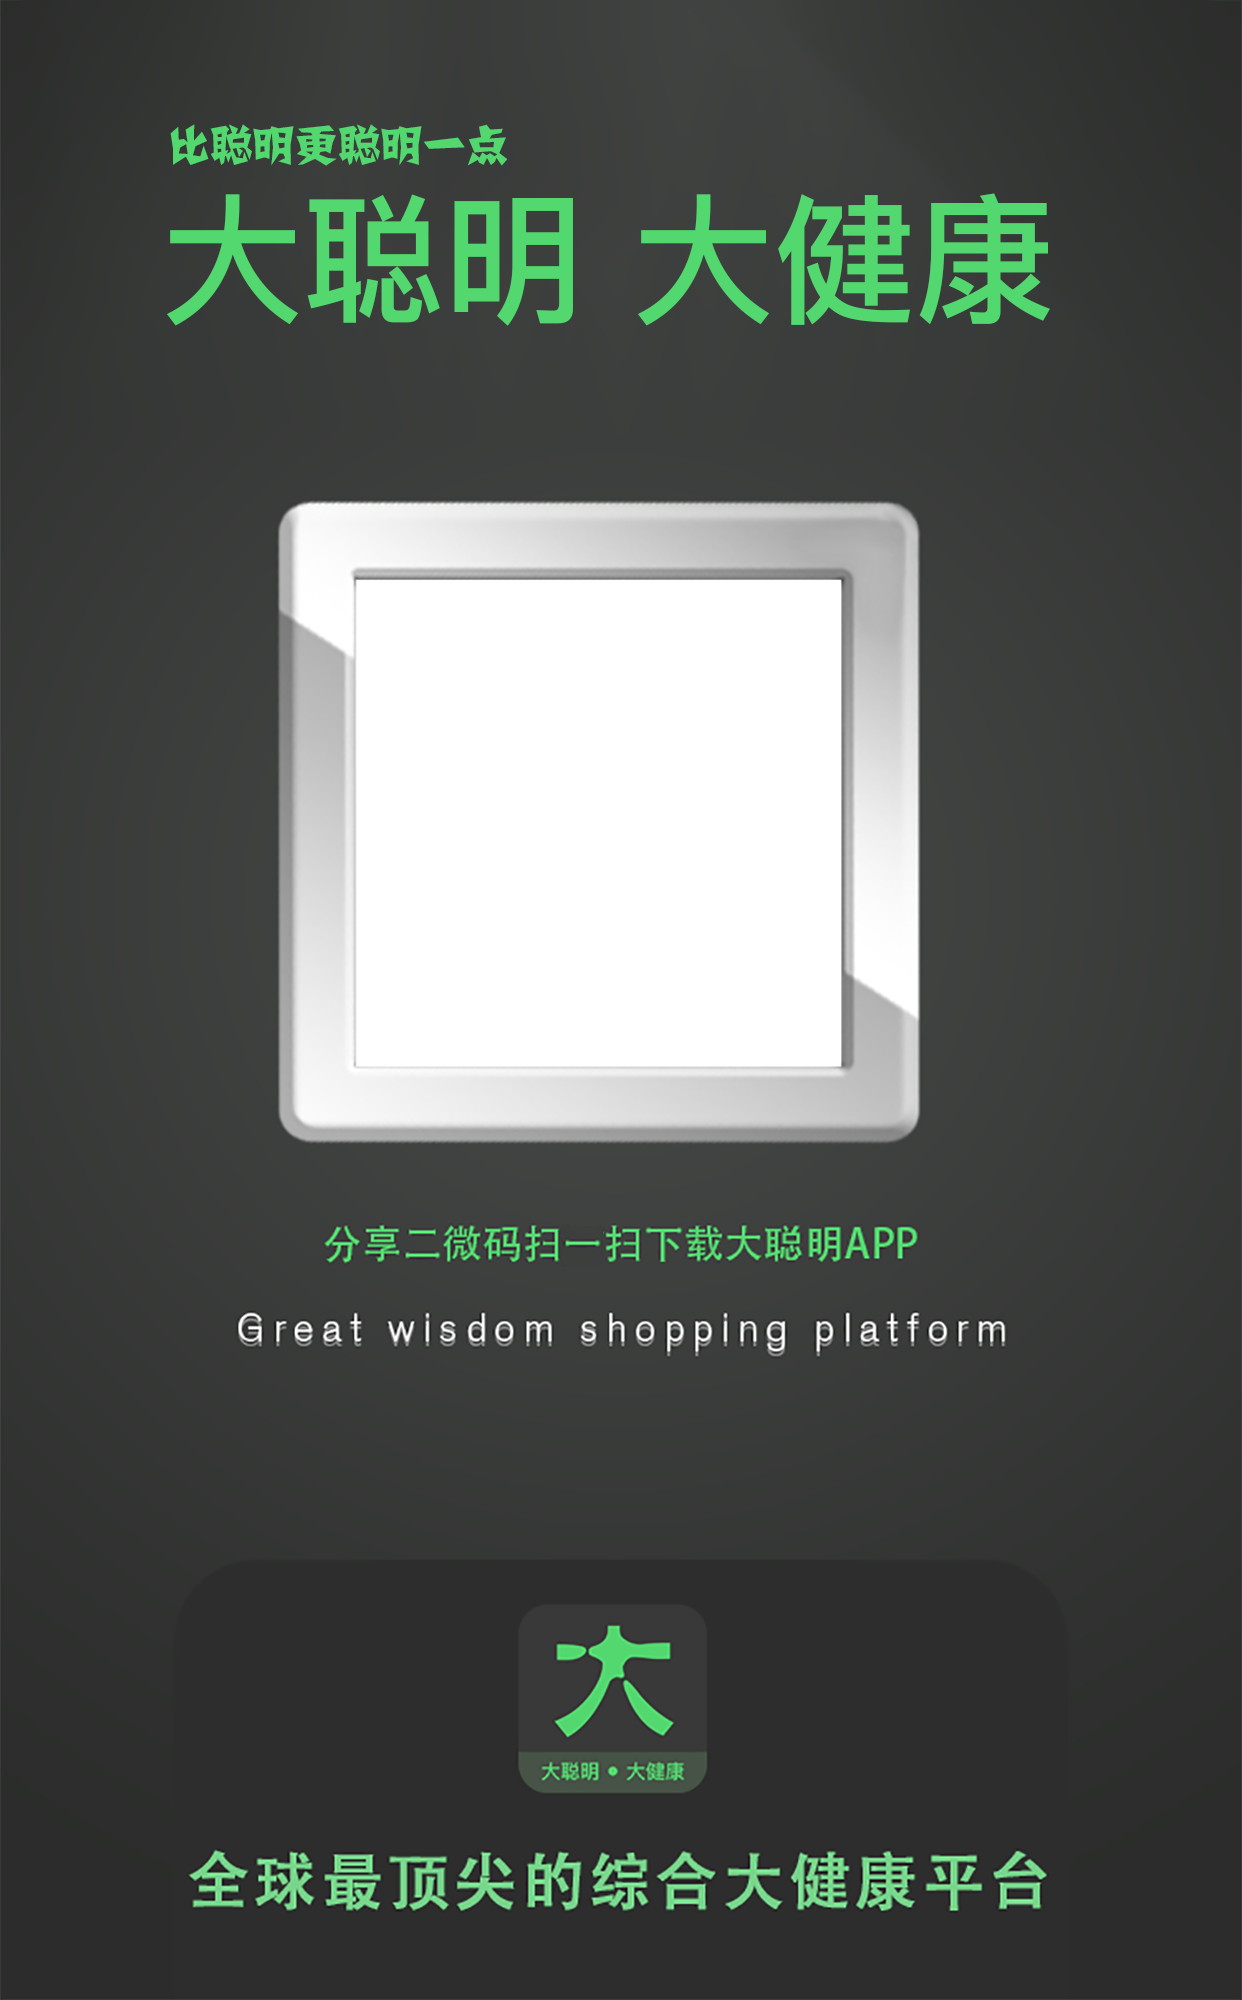 比聪明更聪明一点
大聪明 大健康
分享二微码扫一扫下载大聪明APP
Great wisdom shopping platform
大
大聪明 • 大健康
全球最顶尖的综合大健康平台